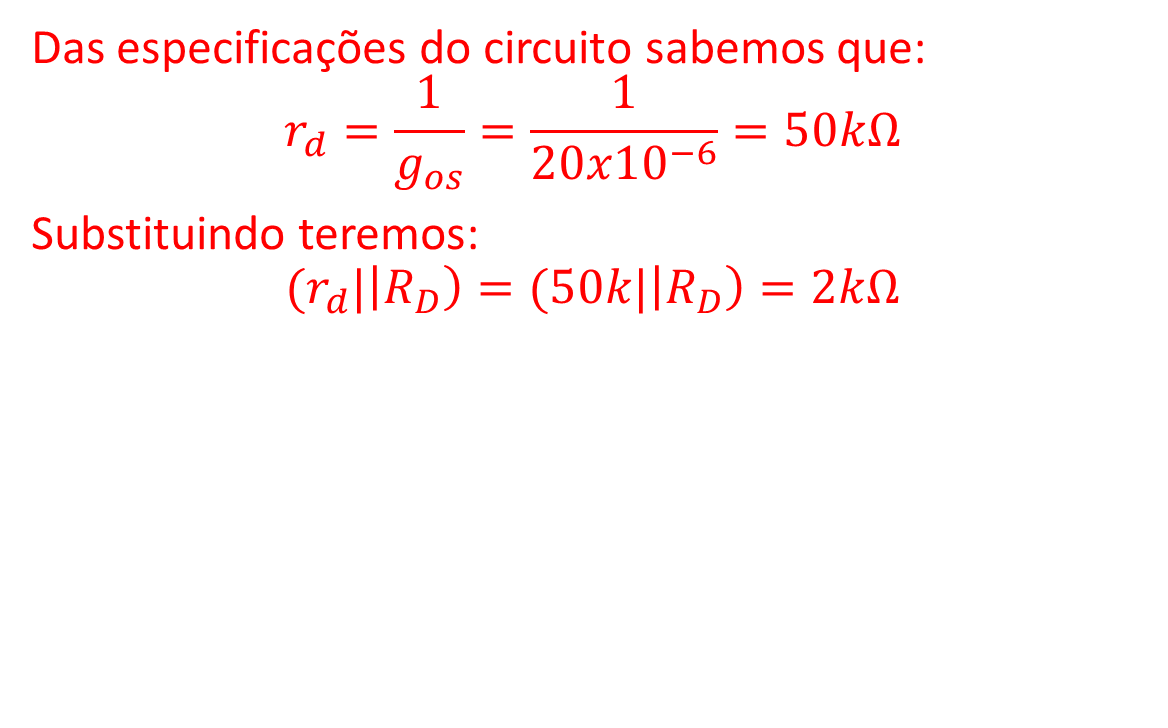 Das especificações do circuito sabemos que:
r_d = 1/g_os = 1/20x10^−6 = 50kΩ
Substituindo teremos:
(r_d||R_D) = (50k||R_D) = 2kΩ